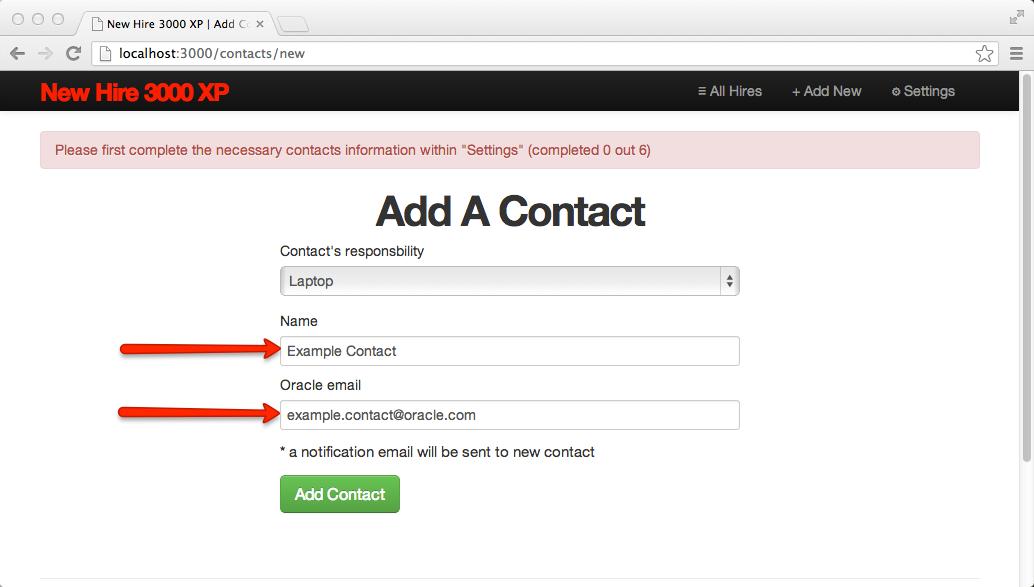 New Hire 3000 XP | Add C
localhost:3000/contacts/new
New Hire 3000 XP
≡ All Hires + Add New ⚙ Settings
Please first complete the necessary contacts information within "Settings" (completed 0 out 6)
Add A Contact
Contact's responsbility
Laptop
Name
Example Contact
Oracle email
example.contact@oracle.com
* a notification email will be sent to new contact
Add Contact